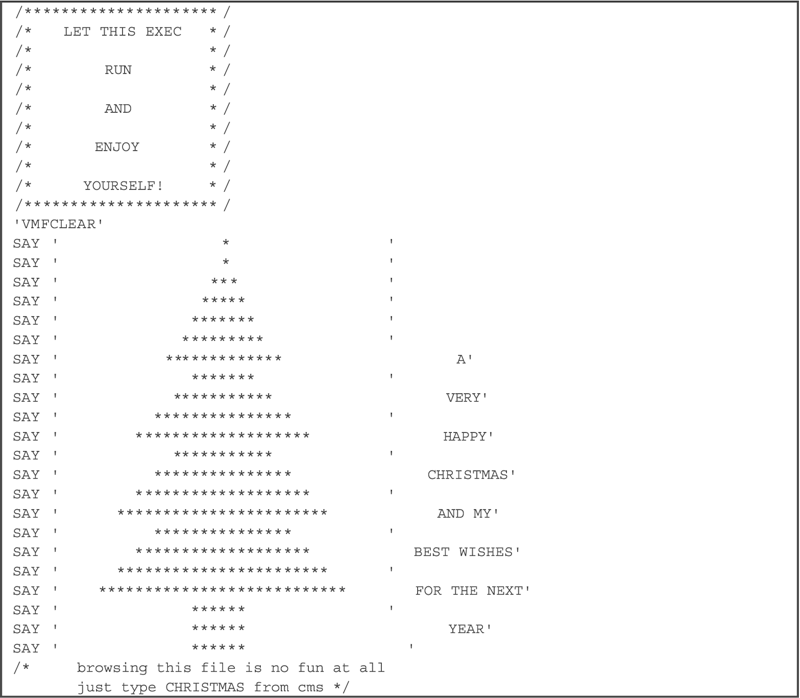 /********************* /
/*    LET THIS EXEC   * /
/*                    * /
/*         RUN        * /
/*                    * /
/*         AND        * /
/*                    * /
/*        ENJOY       * /
/*                    * /
/*      YOURSELF!     * /
/********************* /
'VMFCLEAR'
SAY '                  *                  '
SAY '                  *                  '
SAY '                 ***                 '
SAY '                *****                '
SAY '               *******               '
SAY '              *********              '
SAY '            *************                   A'
SAY '               *******               '
SAY '             ***********                   VERY'
SAY '           ***************           '
SAY '         *******************               HAPPY'
SAY '             ***********             '
SAY '           ***************               CHRISTMAS'
SAY '         *******************         '
SAY '       ***********************            AND MY'
SAY '           ***************           '
SAY '         *******************            BEST WISHES'
SAY '       ***********************       '
SAY '     ***************************        FOR THE NEXT'
SAY '               ******                '
SAY '               ******                      YEAR'
SAY '               ******                  '
/*     browsing this file is no fun at all
       just type CHRISTMAS from cms */